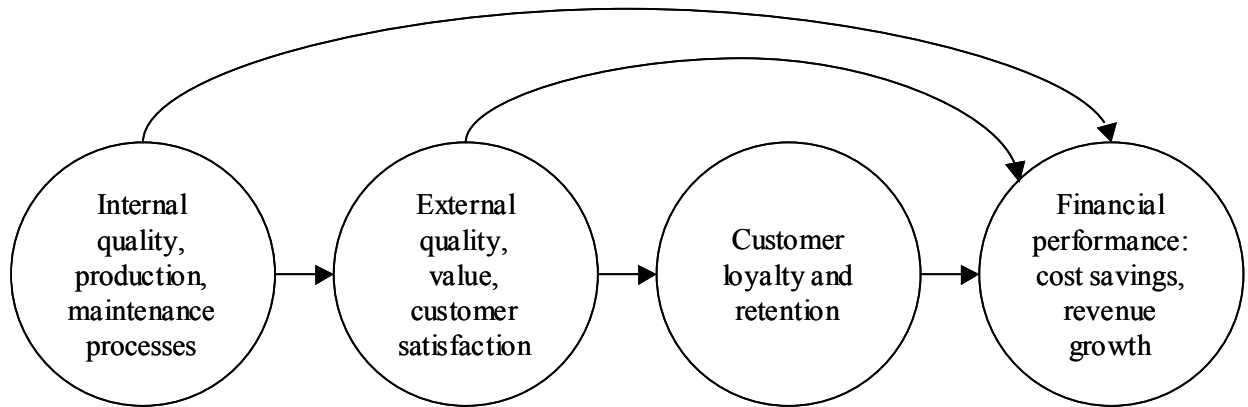 Internal
quality,
production,
maintenance
processes
External
quality,
value,
customer
satisfaction
Customer
loyalty and
retention
Financial
performance:
cost savings,
revenue
growth